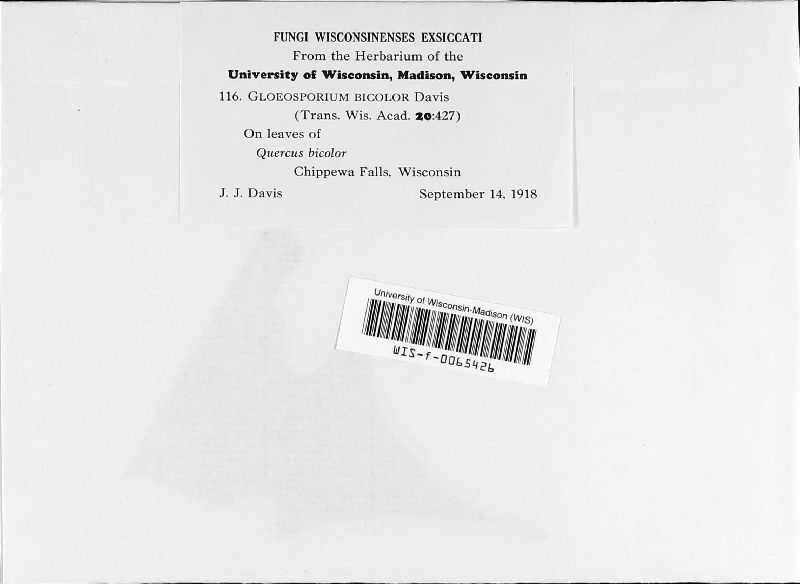 FUNGI WISCONSINENSES EXSICCATI
From the Herbarium of the
University of Wisconsin, Madison, Wisconsin
116. GLOEOSPORIUM BICOLOR Davis
(Trans. Wis. Acad. 20:427)
On leaves of
Quercus bicolor
Chippewa Falls, Wisconsin
J. J. Davis September 14, 1918
University of Wisconsin-Madison (WIS)
WIS-f-0065426